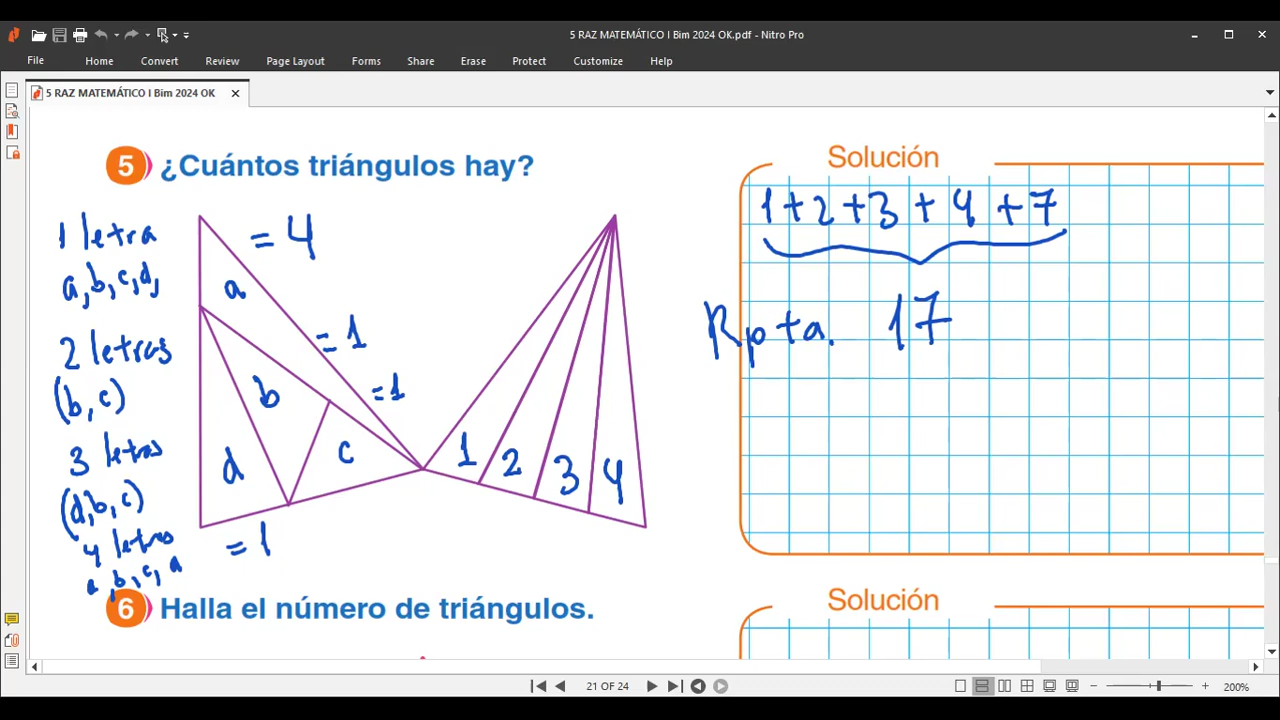 5 RAZ MATEMÁTICO I Bim 2024 OK.pdf - Nitro Pro
File Home Convert Review Page Layout Forms Share Erase Protect Customize Help
5 RAZ MATEMÁTICO I Bim 2024 OK
5 ¿Cuántos triángulos hay?
1 letra = 4
a, b, c, d,
a
2 letras = 1
(b, c)
b
= 1
3 letras
(d, b, c)
d
c
4 letras
a, b, c, d
= 1
1 2 3 4
Solución
1 + 2 + 3 + 4 + 7
Rpta. 17
6 Halla el número de triángulos.
Solución
21 OF 24
200%